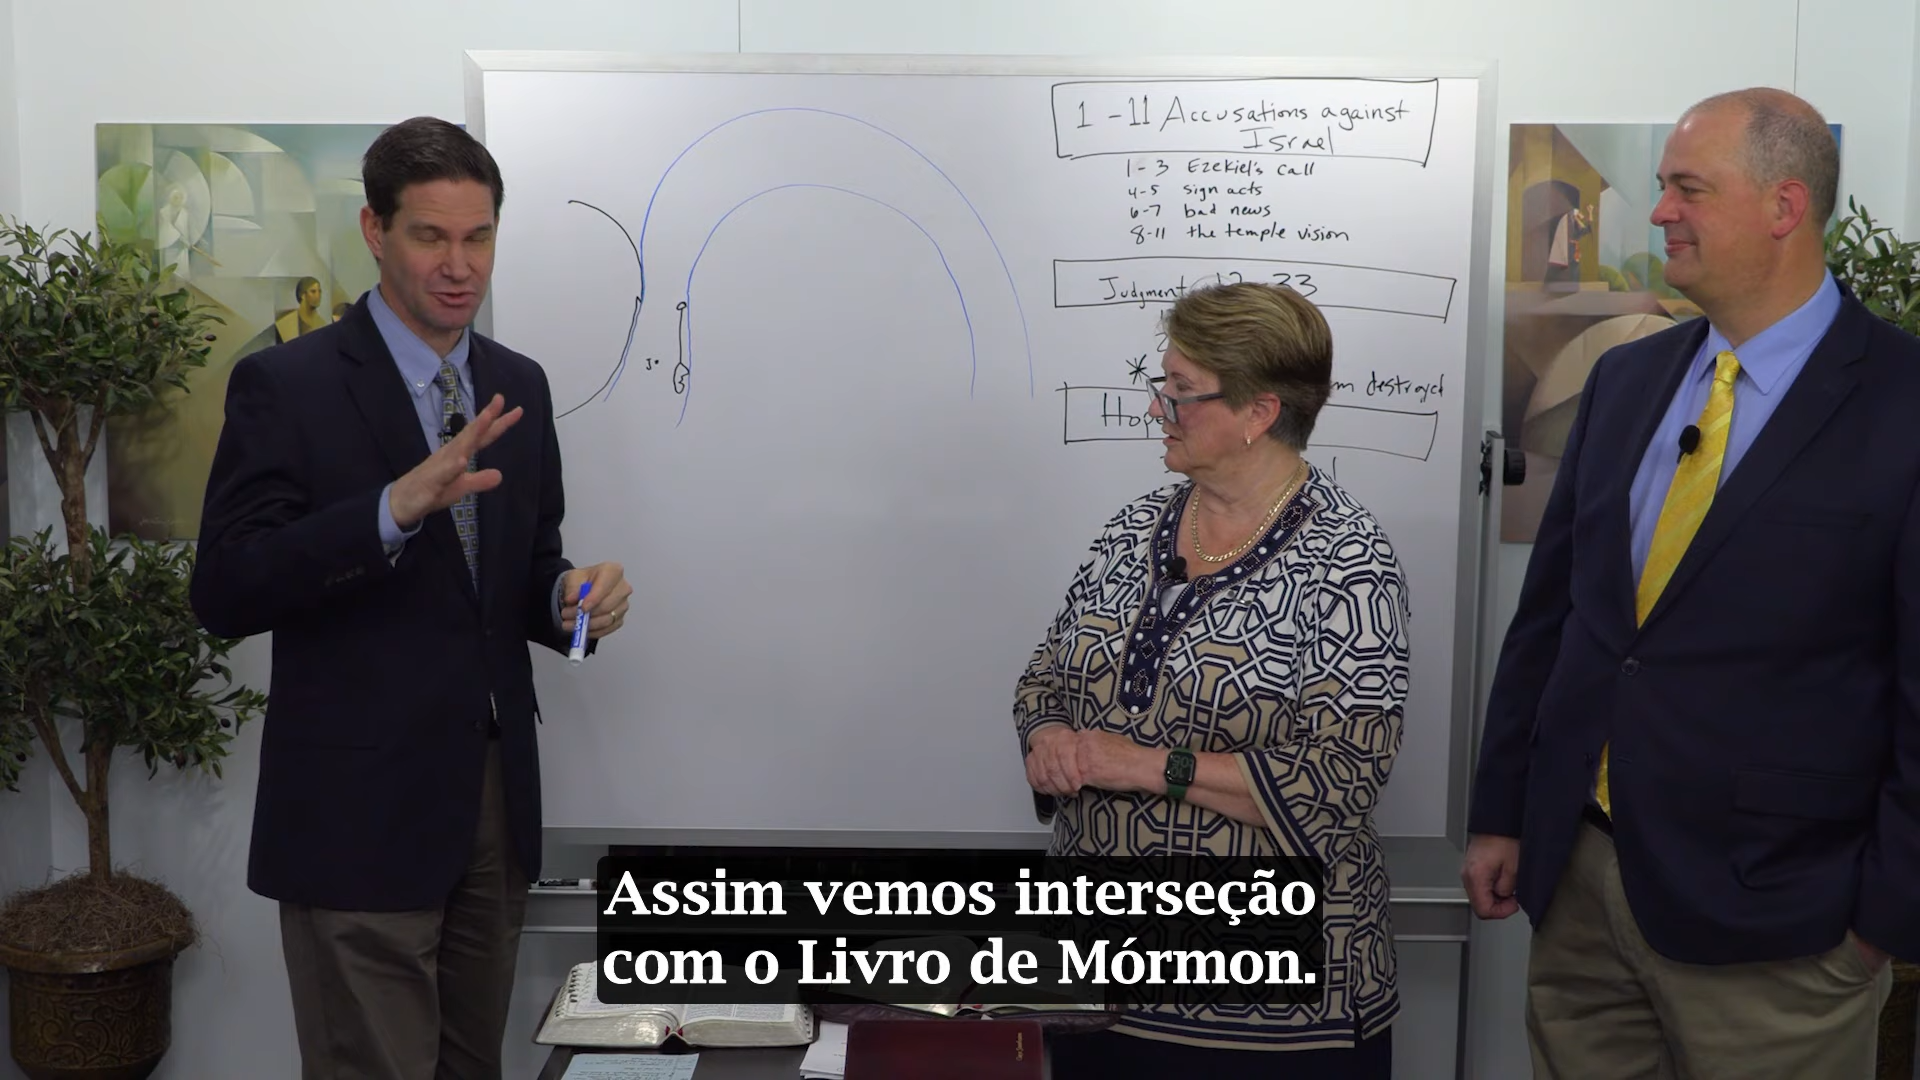 1-11 Accusations against
Israel
1-3 Ezekiel's call
4-5 sign acts
6-7 bad news
8-11 the temple vision
Judgment
destroyed
Hope
Assim vemos interseção
com o Livro de Mórmon.